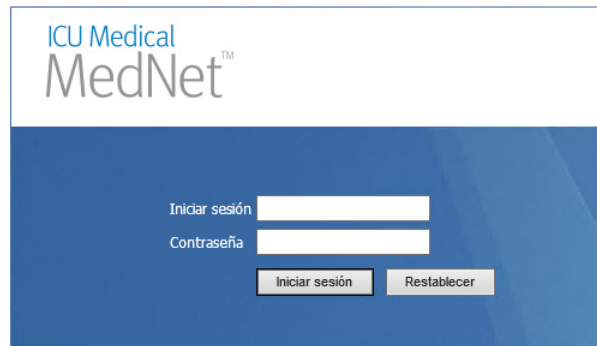 ICU Medical
MedNet™
Iniciar sesión
Contraseña
Iniciar sesión Restablecer